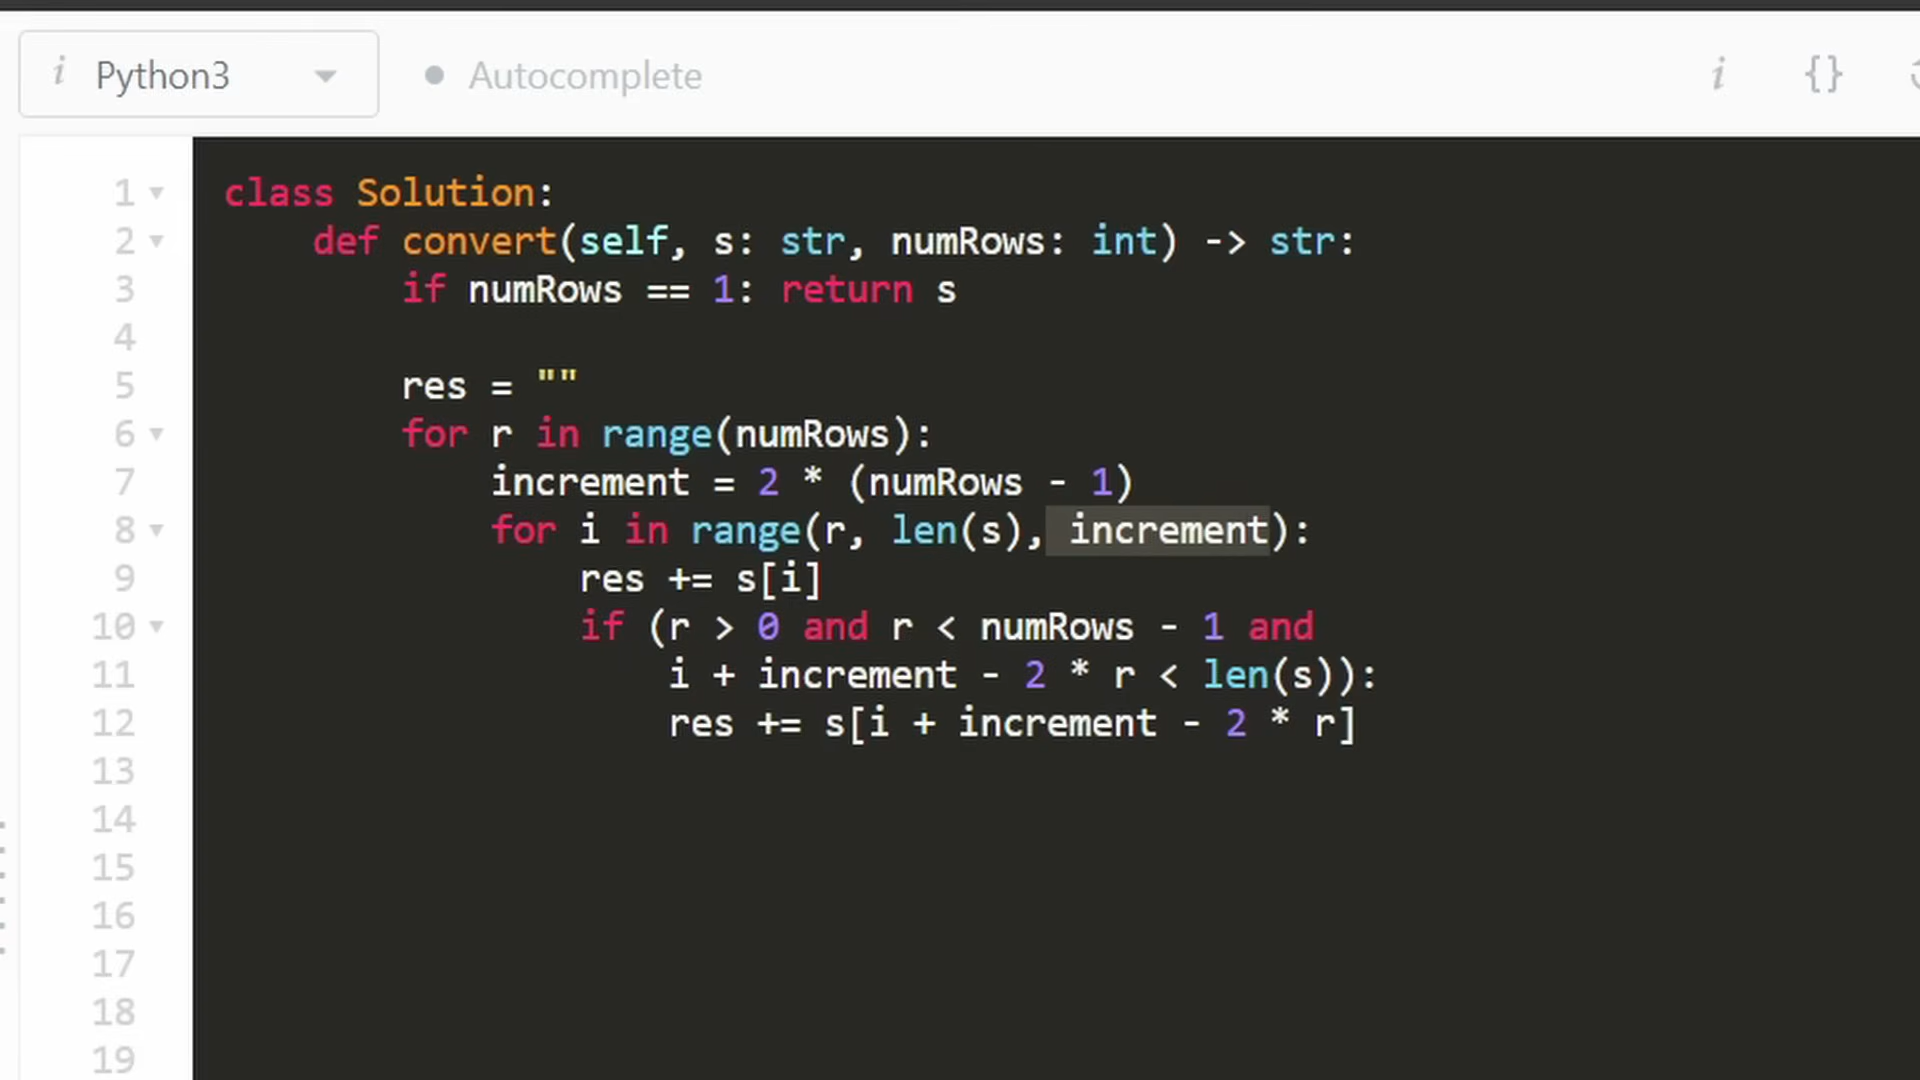 i Python3 Autocomplete i {}
1 class Solution:
2     def convert(self, s: str, numRows: int) -> str:
3         if numRows == 1: return s
4
5         res = ""
6         for r in range(numRows):
7             increment = 2 * (numRows - 1)
8             for i in range(r, len(s), increment):
9                 res += s[i]
10                 if (r > 0 and r < numRows - 1 and
11                     i + increment - 2 * r < len(s)):
12                     res += s[i + increment - 2 * r]
13
14
15
16
17
18
19